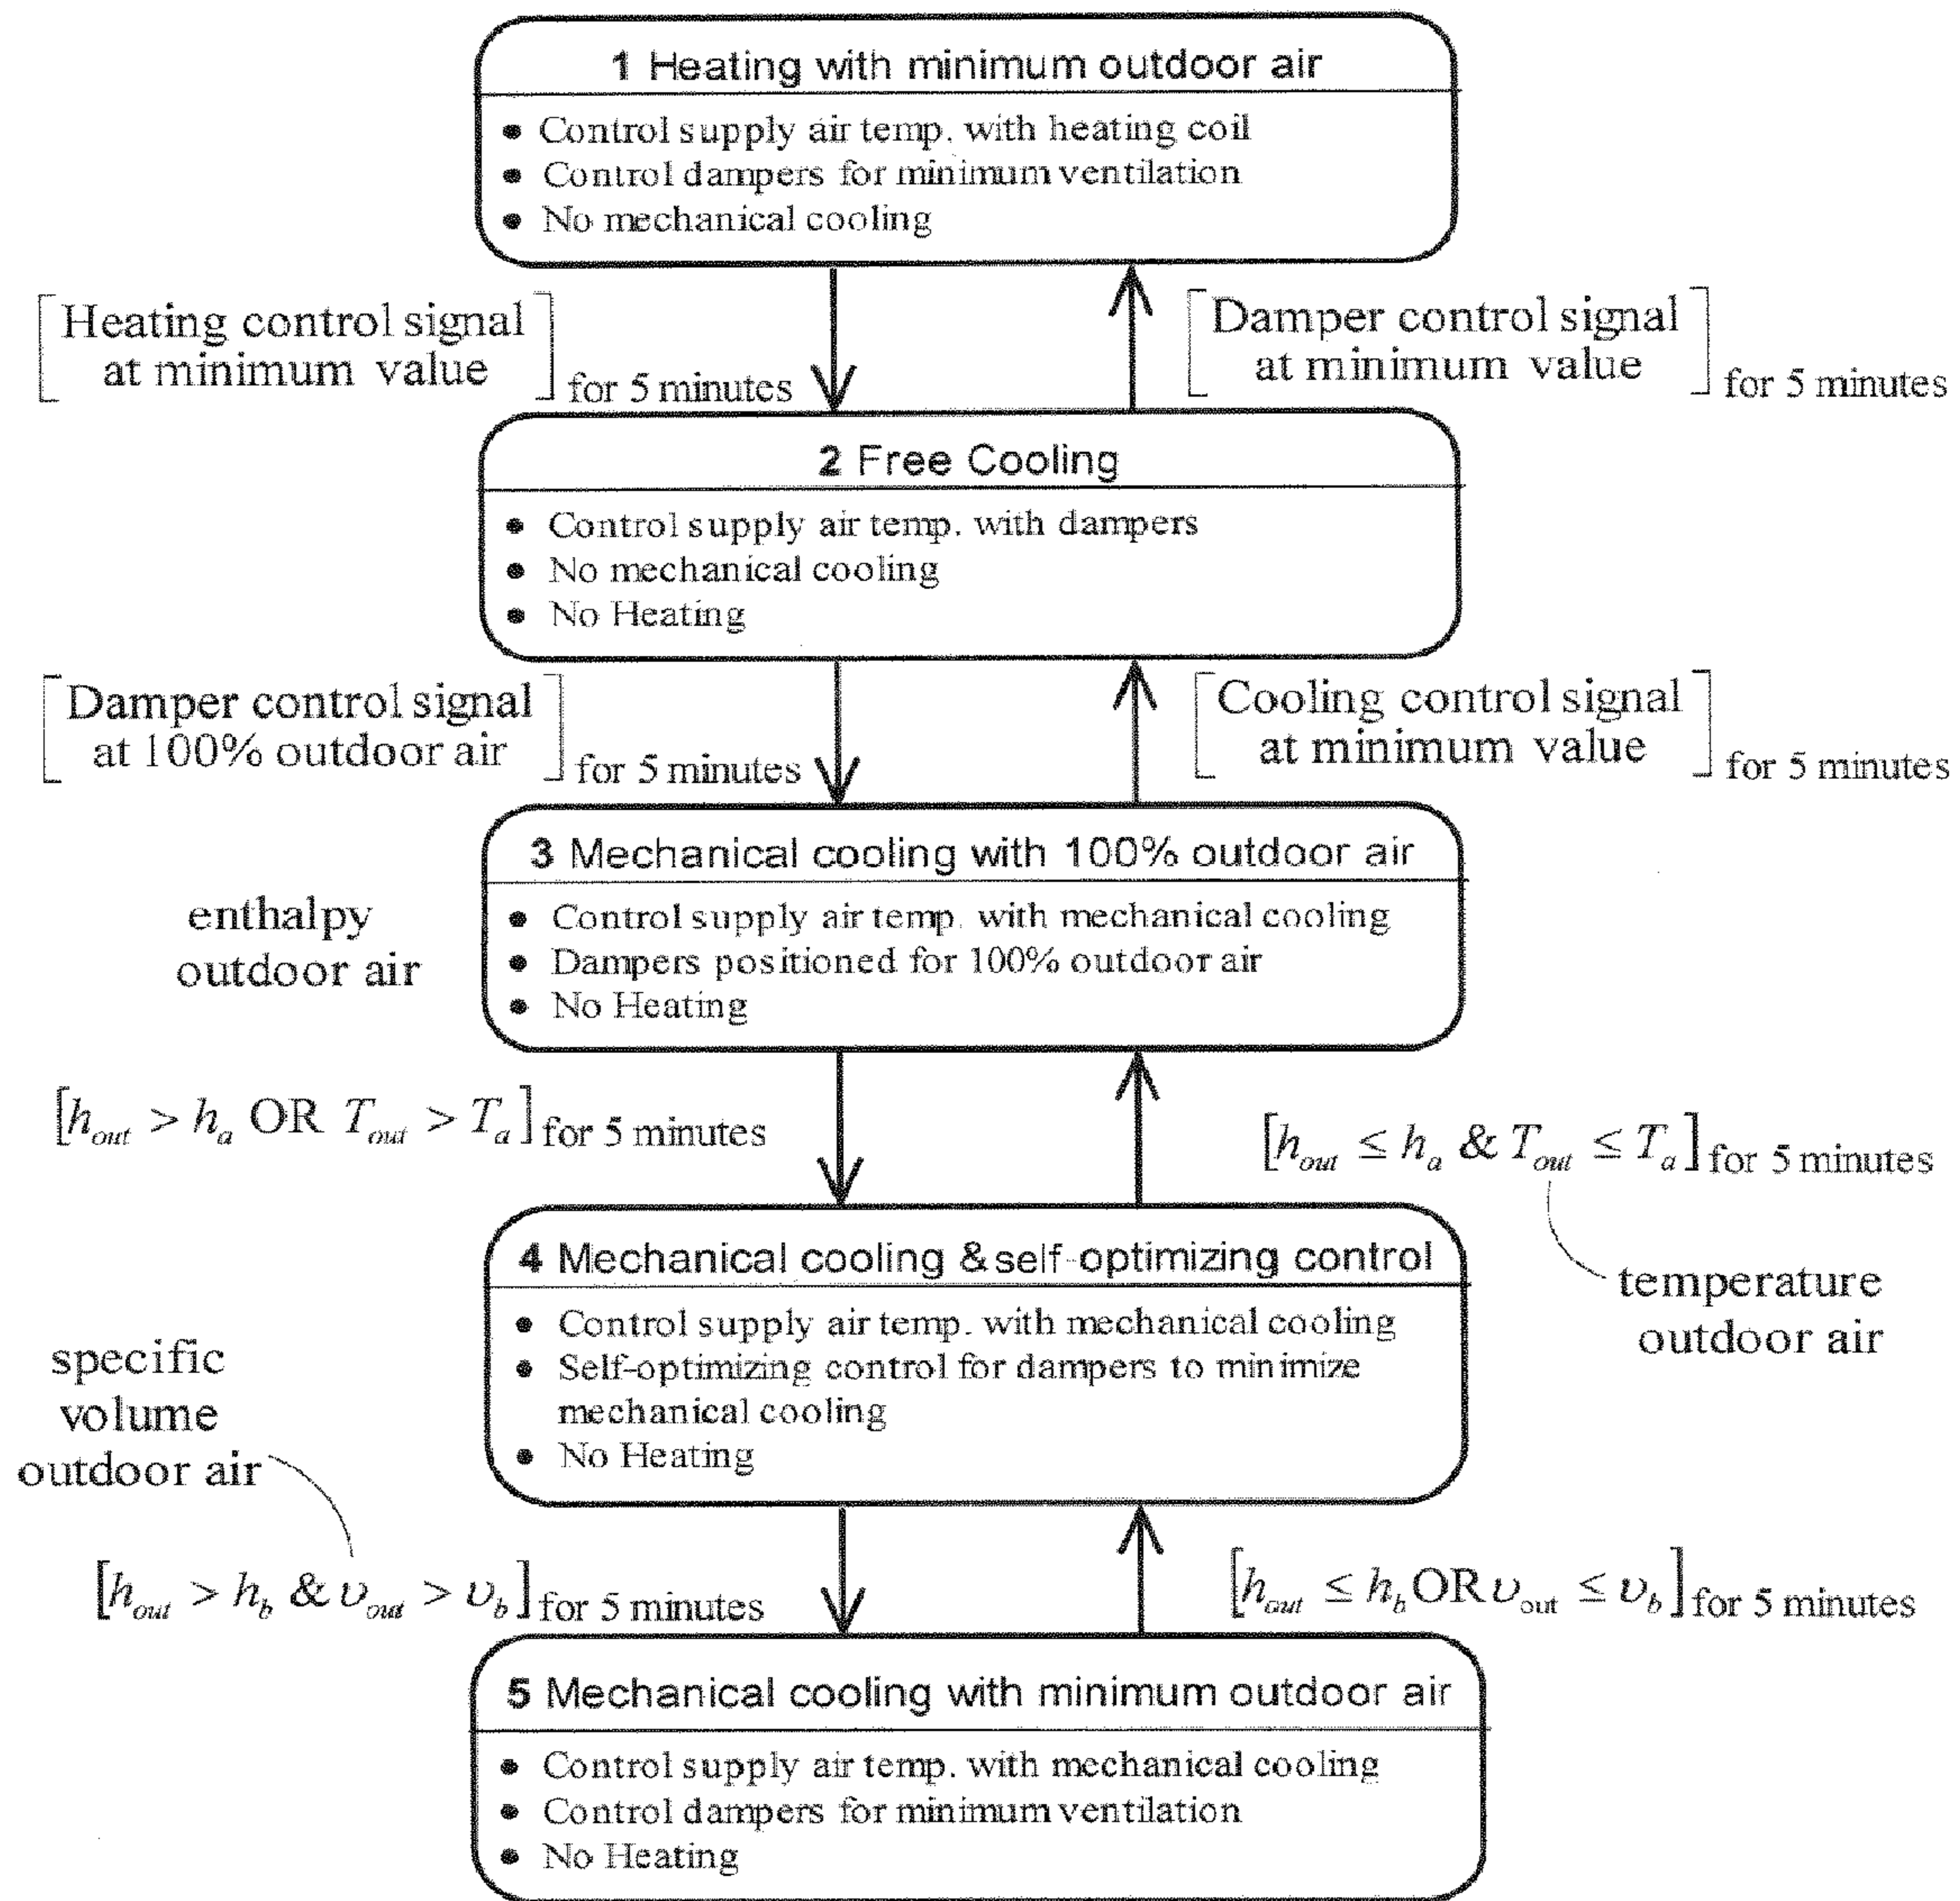 1 Heating with minimum outdoor air
• Control supply air temp. with heating coil
• Control dampers for minimum ventilation
• No mechanical cooling
[Heating control signal
at minimum value] for 5 minutes
[Damper control signal
at minimum value] for 5 minutes
2 Free Cooling
• Control supply air temp. with dampers
• No mechanical cooling
• No Heating
[Damper control signal
at 100% outdoor air] for 5 minutes
[Cooling control signal
at minimum value] for 5 minutes
3 Mechanical cooling with 100% outdoor air
• Control supply air temp. with mechanical cooling
• Dampers positioned for 100% outdoor air
• No Heating
enthalpy
outdoor air
[h_out > h_a OR T_out > T_a] for 5 minutes
[h_out ≤ h_a & T_out ≤ T_a] for 5 minutes
temperature
outdoor air
4 Mechanical cooling & self-optimizing control
• Control supply air temp. with mechanical cooling
• Self-optimizing control for dampers to minimize
mechanical cooling
• No Heating
specific
volume
outdoor air
[h_out > h_b & υ_out > υ_b] for 5 minutes
[h_out ≤ h_b OR υ_out ≤ υ_b] for 5 minutes
5 Mechanical cooling with minimum outdoor air
• Control supply air temp. with mechanical cooling
• Control dampers for minimum ventilation
• No Heating